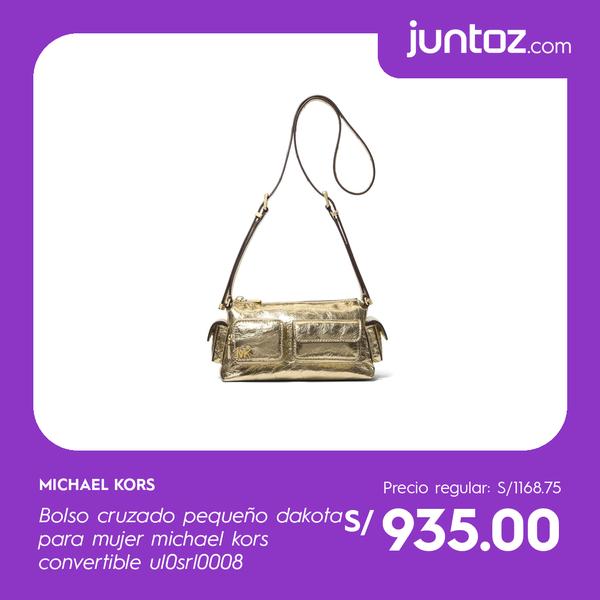 juntoz.com
MK
MICHAEL KORS
Bolso cruzado pequeño dakota
para mujer michael kors
convertible ul0srl0008
Precio regular: S/1168.75
S/ 935.00